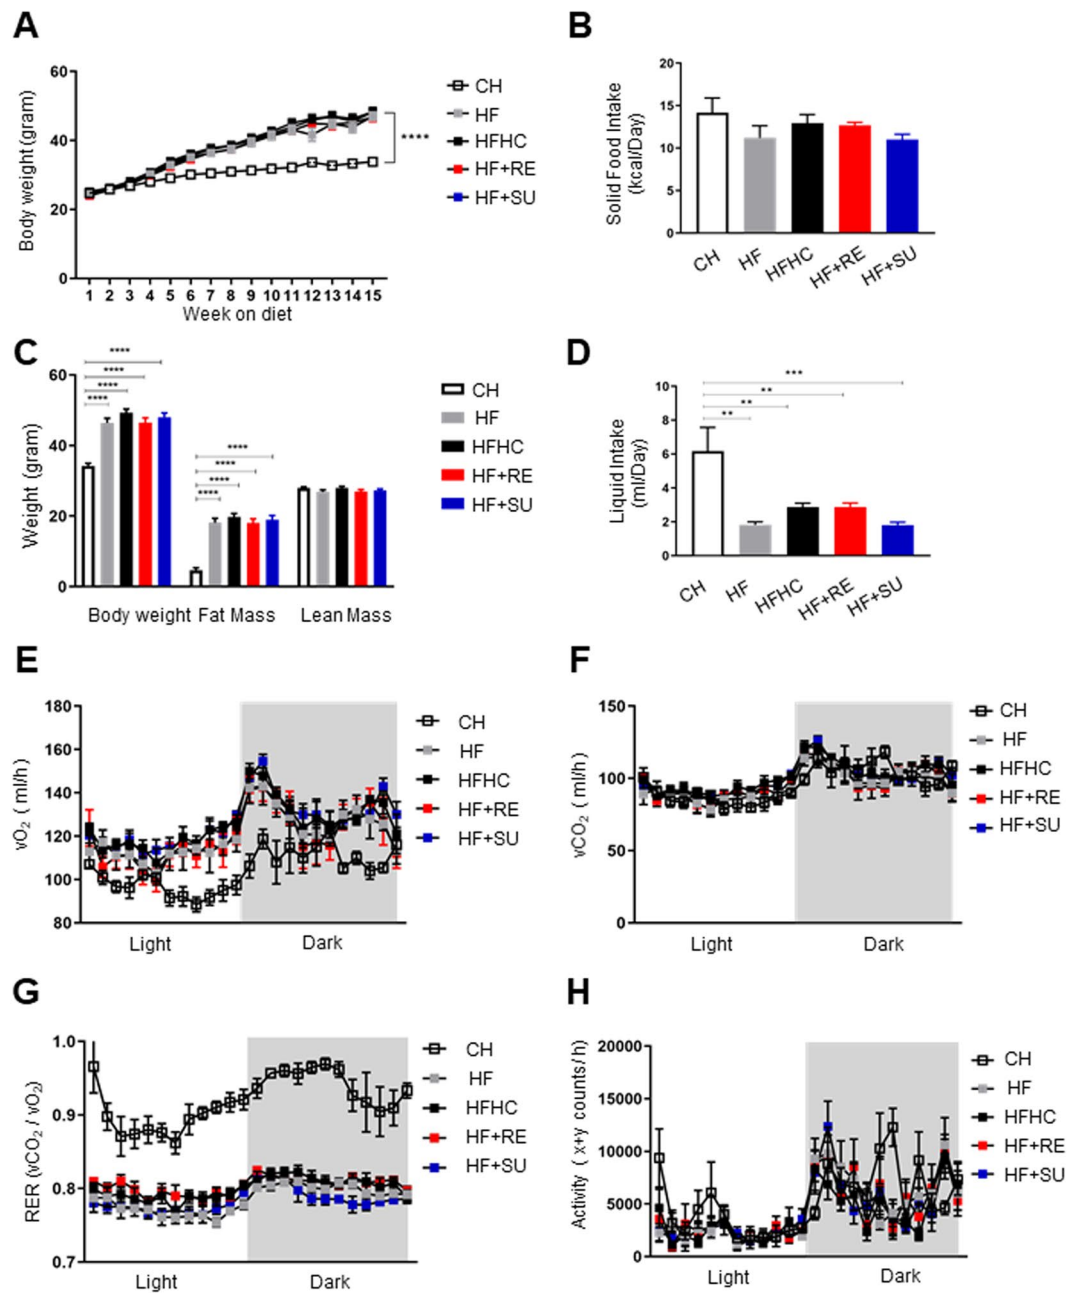 A
Body weight (gram)
60
40
20
0
1 2 3 4 5 6 7 8 9 10 11 12 13 14 15
Week on diet
****
CH
HF
HFHC
HF+RE
HF+SU
B
Solid Food Intake
(kcal/Day)
20
15
10
5
0
CH
HF
HFHC
HF+RE
HF+SU
C
Weight (gram)
60
40
20
0
****
****
****
****
****
****
****
****
Body weight Fat Mass Lean Mass
CH
HF
HFHC
HF+RE
HF+SU
D
Liquid Intake
(ml/Day)
10
8
6
4
2
0
***
**
**
**
CH
HF
HFHC
HF+RE
HF+SU
E
vO₂ ( ml/h)
180
160
140
120
100
80
Light Dark
CH
HF
HFHC
HF+RE
HF+SU
F
vCO₂ ( ml/h)
150
100
50
0
Light Dark
CH
HF
HFHC
HF+RE
HF+SU
G
RER (vCO₂ / vO₂)
1.0
0.9
0.8
0.7
Light Dark
CH
HF
HFHC
HF+RE
HF+SU
H
Activity ( x+y counts/ h)
20000
15000
10000
5000
0
Light Dark
CH
HF
HFHC
HF+RE
HF+SU